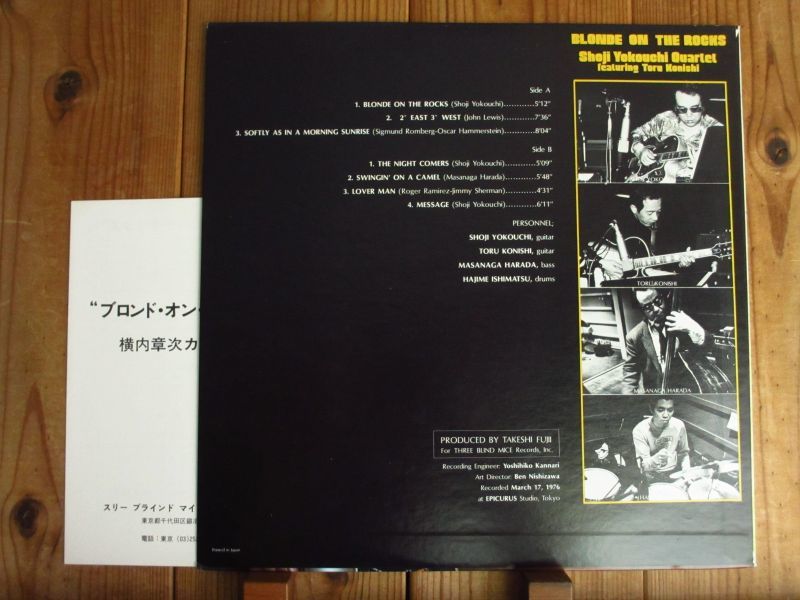 BLONDE ON THE ROCKS
Shoji Yokouchi Quartet
featuring Toru Konishi
Side A
1. BLONDE ON THE ROCKS (Shoji Yokouchi)............5'12"
2. 2° EAST 3° WEST (John Lewis)............7'36"
3. SOFTLY AS IN A MORNING SUNRISE (Sigmund Romberg-Oscar Hammerstein)..........8'04"
Side B
1. THE NIGHT COMERS (Shoji Yokouchi)............5'09"
2. SWINGIN' ON A CAMEL (Masanaga Harada)............5'48"
3. LOVER MAN (Roger Ramirez-Jimmy Sherman)............4'31"
4. MESSAGE (Shoji Yokouchi)............6'11"
PERSONNEL;
SHOJI YOKOUCHI, guitar
TORU KONISHI, guitar
MASANAGA HARADA, bass
HAJIME ISHIMATSU, drums
TORU KONISHI
MASANAGA HARADA
PRODUCED BY TAKESHI FUJII
For THREE BLIND MICE Records, Inc.
Recording Engineer: Yoshihiko Kannari
Art Director: Ben Nishizawa
Recorded March 17, 1976
at EPICURUS Studio, Tokyo
Printed in Japan
“ブロンド・オン・
横内章次カ
スリー ブラインド マイ
東京都千代田区
電話：東京 (03)25